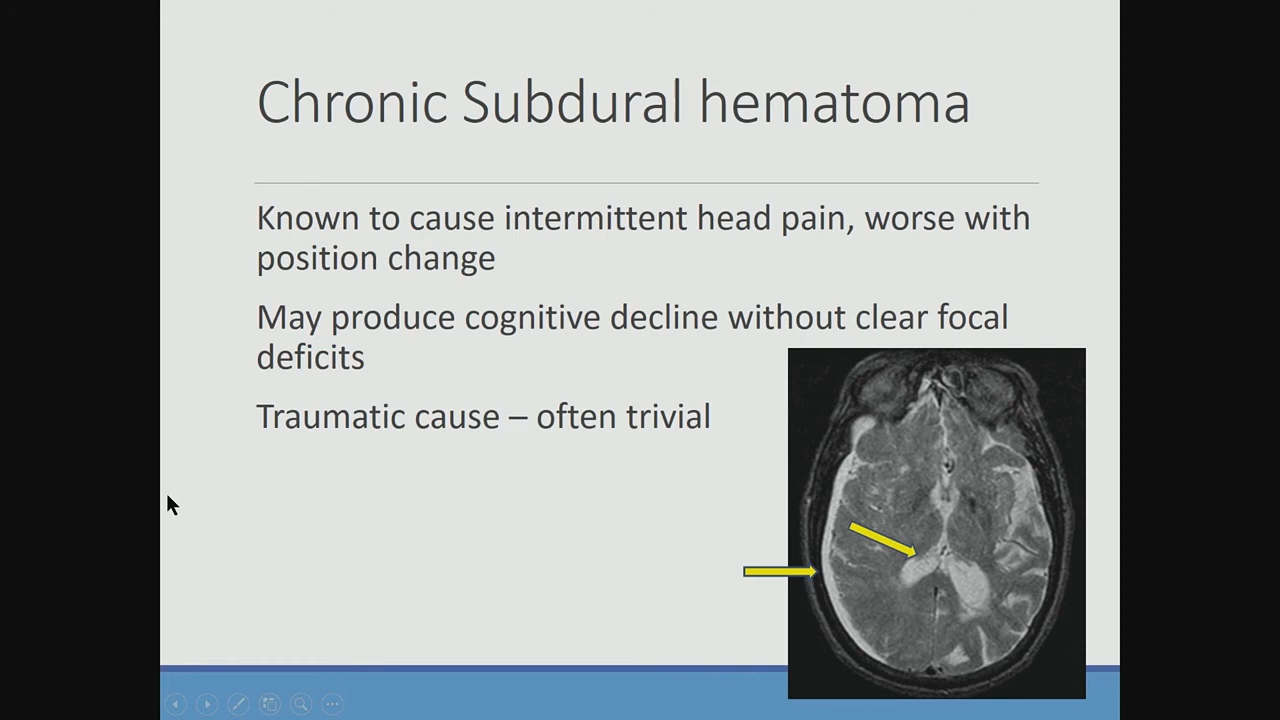 Chronic Subdural hematoma
Known to cause intermittent head pain, worse with
position change
May produce cognitive decline without clear focal
deficits
Traumatic cause – often trivial